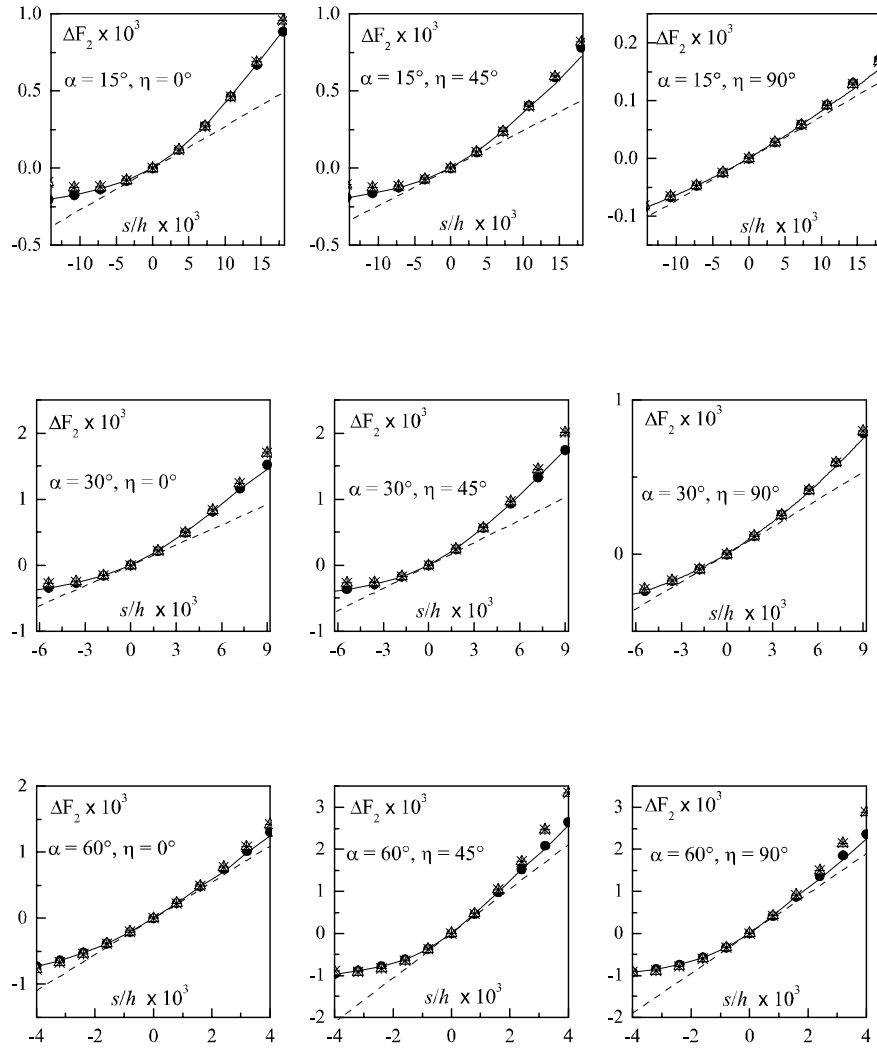 1.0
0.5
0.0
-0.5
ΔF₂ x 10³
α = 15°, η = 0°
s/h x 10³
-10 -5 0 5 10 15
1.0
0.5
0.0
-0.5
ΔF₂ x 10³
α = 15°, η = 45°
s/h x 10³
-10 -5 0 5 10 15
0.2
0.1
0.0
-0.1
ΔF₂ x 10³
α = 15°, η = 90°
s/h x 10³
-10 -5 0 5 10 15
2
1
0
-1
ΔF₂ x 10³
α = 30°, η = 0°
s/h x 10³
-6 -3 0 3 6 9
2
1
0
-1
ΔF₂ x 10³
α = 30°, η = 45°
s/h x 10³
-6 -3 0 3 6 9
1
0
ΔF₂ x 10³
α = 30°, η = 90°
s/h x 10³
-6 -3 0 3 6 9
2
1
0
-1
-2
ΔF₂ x 10³
α = 60°, η = 0°
s/h x 10³
-4 -2 0 2 4
3
2
1
0
-1
-2
ΔF₂ x 10³
α = 60°, η = 45°
s/h x 10³
-4 -2 0 2 4
3
2
1
0
-1
-2
ΔF₂ x 10³
α = 60°, η = 90°
s/h x 10³
-4 -2 0 2 4